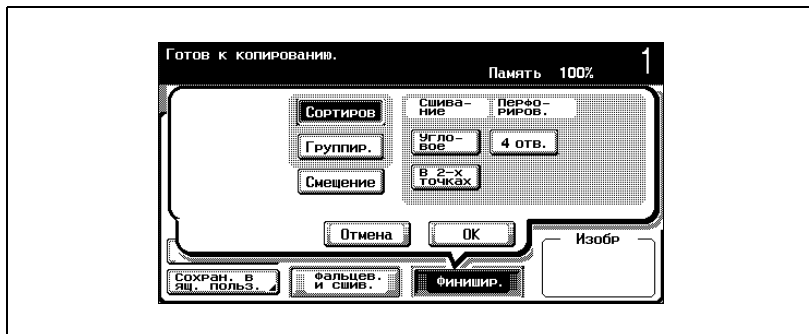 Готов к копированию.
Память 100% 1
Сортиров
Сшива-
ние
Перфо-
риров.
Группир.
Угло-
вое
4 отв.
Смещение
В 2-х
точках
Отмена
OK
Изобр
Сохран. в
ящ. польз.
Фальцев.
и сшив.
Финишир.